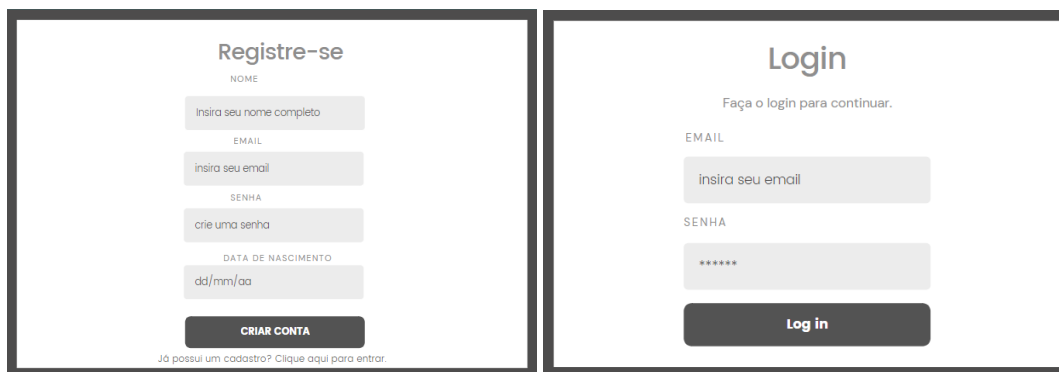 Registre-se
NOME
Insira seu nome completo
EMAIL
insira seu email
SENHA
crie uma senha
DATA DE NASCIMENTO
dd/mm/aa
CRIAR CONTA
Já possui um cadastro? Clique aqui para entrar.
Login
Faça o login para continuar.
EMAIL
insira seu email
SENHA
******
Log in